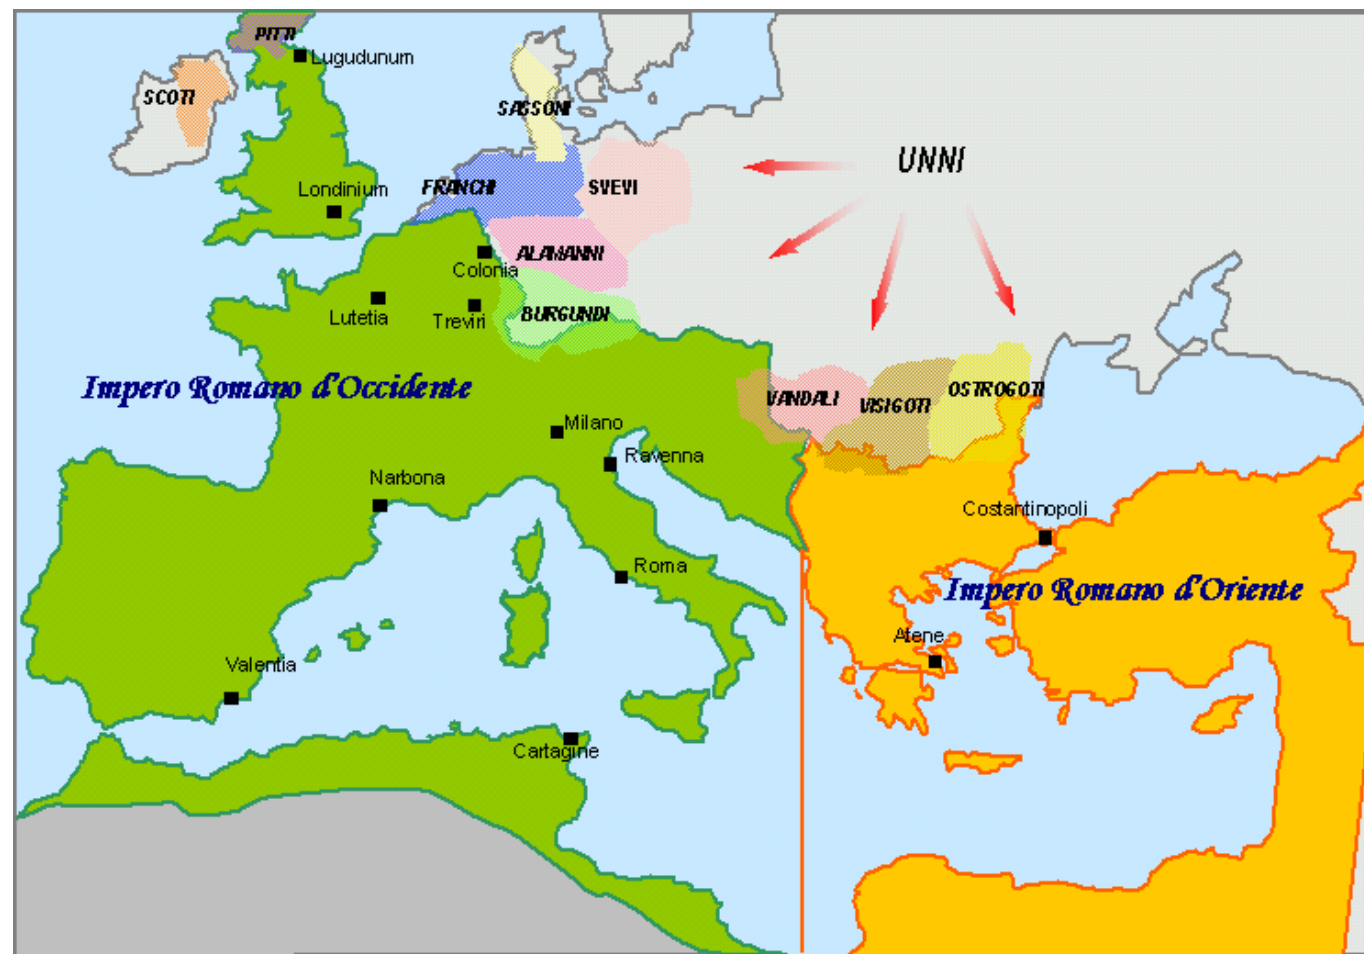 PITTI
Lugudunum
SCOTI
SASSONI
UNNI
Londinium
FRANCHI
SVEVI
ALAMANNI
Colonia
Lutetia
Treviri
BURGUNDI
Impero Romano d'Occidente
VANDALI
VISIGOTI
OSTROGOTI
Milano
Ravenna
Narbona
Costantinopoli
Roma
Impero Romano d'Oriente
Atene
Valentia
Cartagine